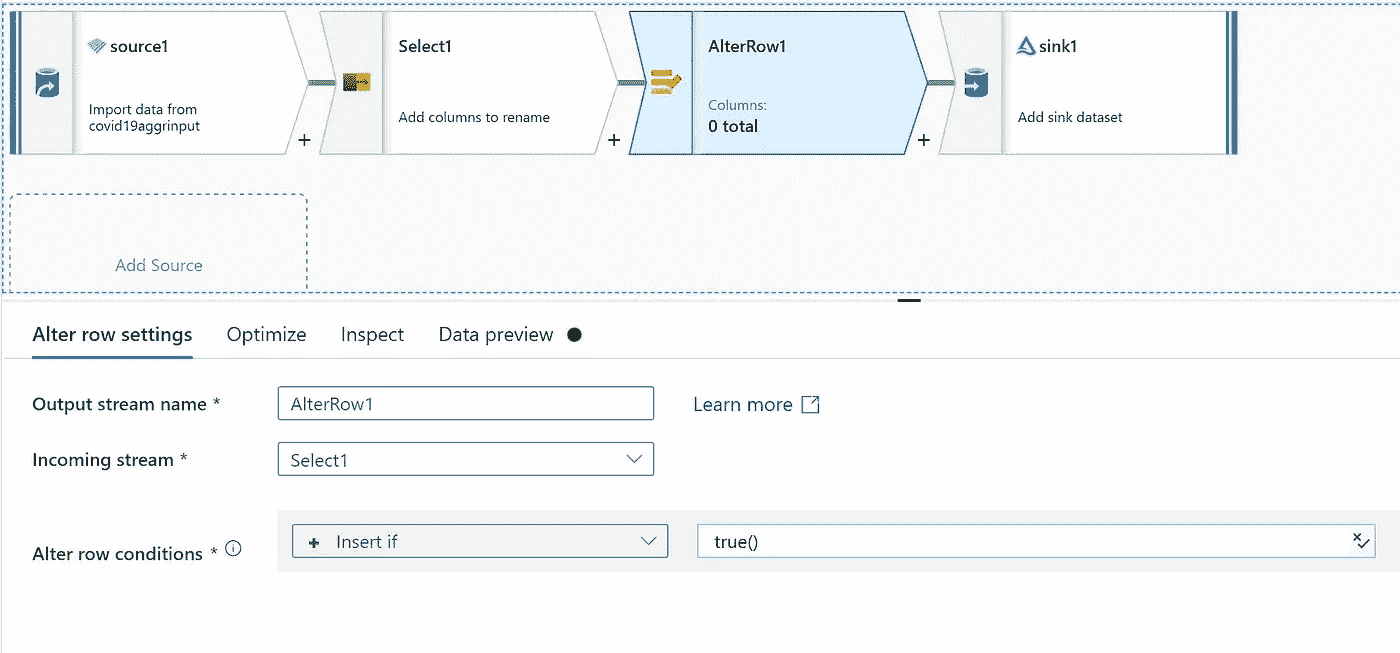 source1
Import data from
covid19aggrinput
+
Select1
Add columns to rename
+
AlterRow1
Columns:
0 total
+
sink1
Add sink dataset
Add Source
Alter row settings
Optimize
Inspect
Data preview
Output stream name *
AlterRow1
Learn more
Incoming stream *
Select1
Alter row conditions *
+ Insert if
true()